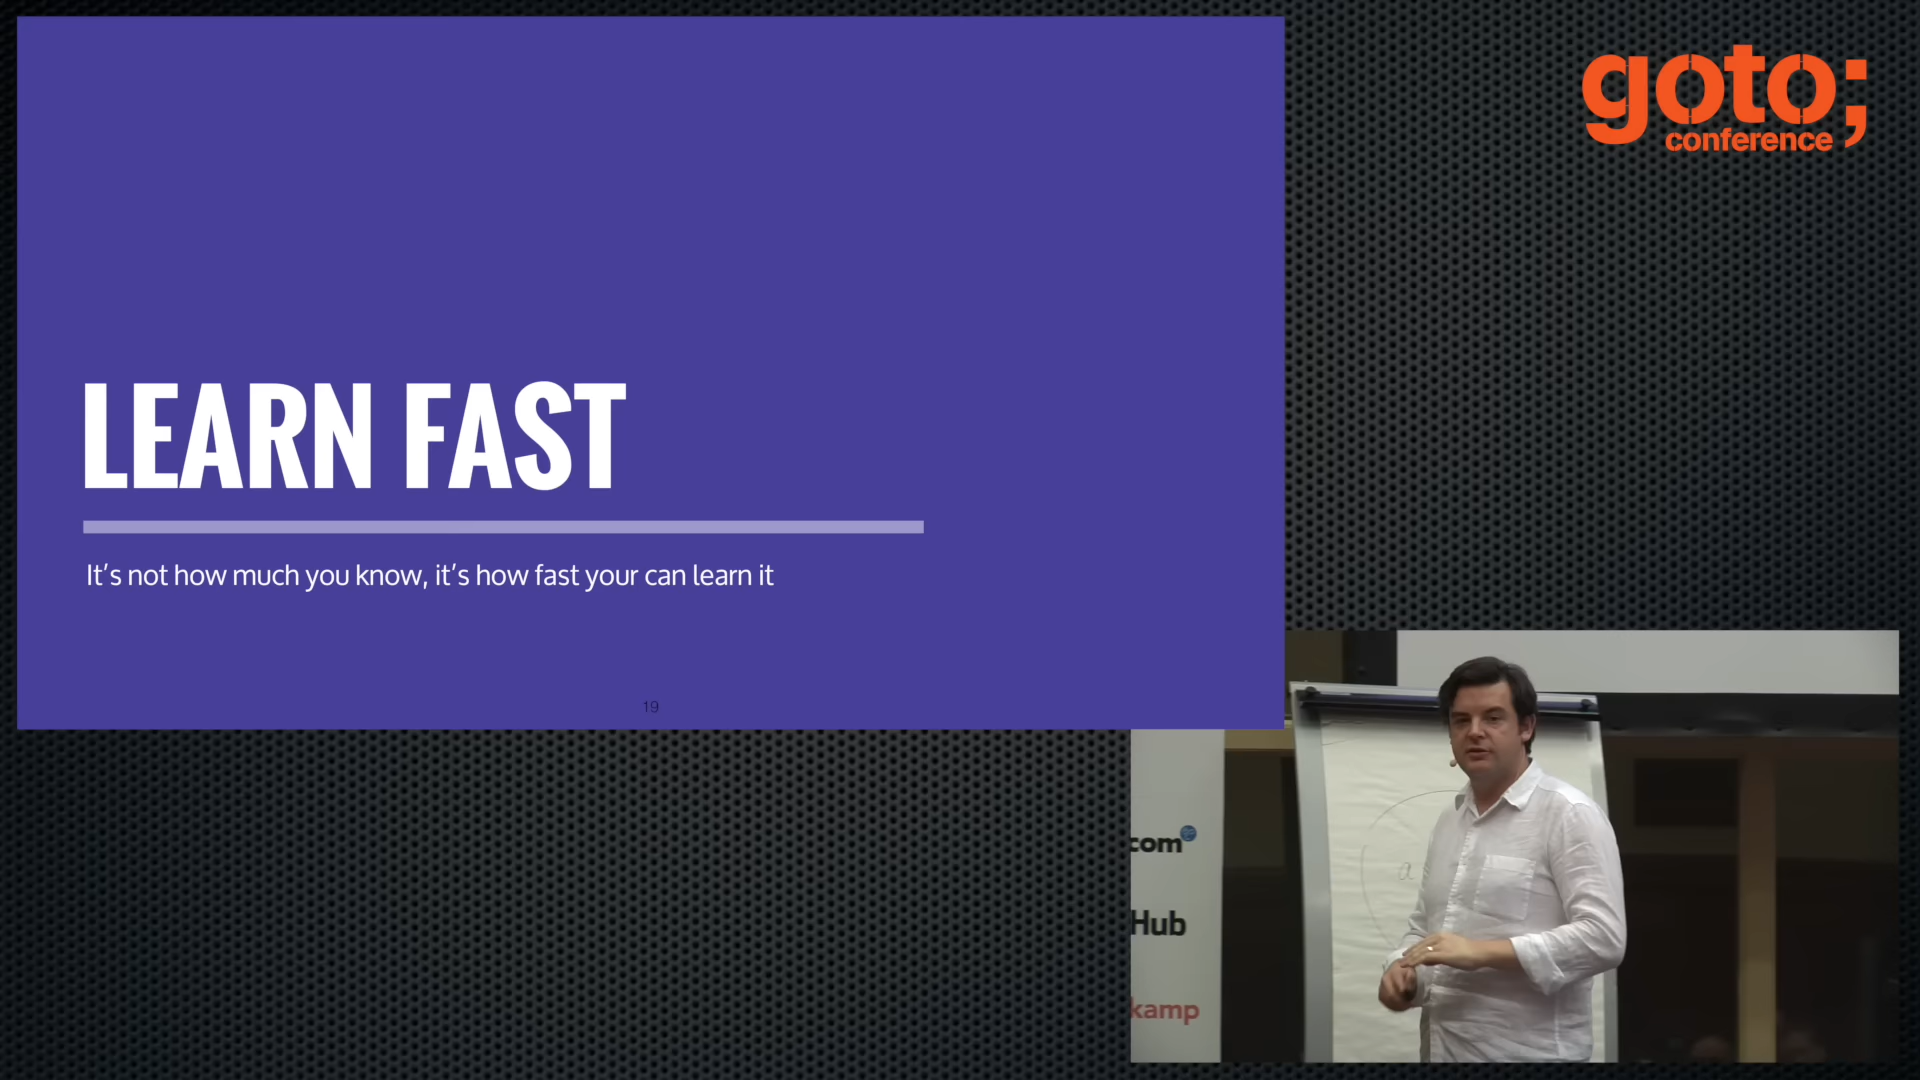 goto;
conference
LEARN FAST
It's not how much you know, it's how fast your can learn it
19
com
Hub
kamp
a